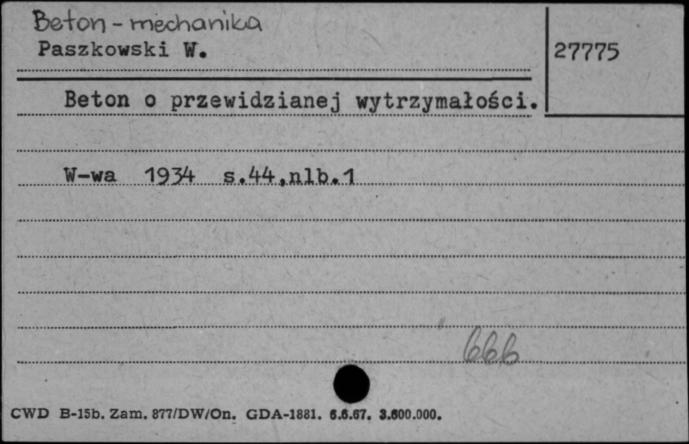 Beton - mechanika
Paszkowski W.
27775
Beton o przewidzianej wytrzymałości.
W-wa 1934 s.44,nlb.1
666
CWD B-15b. Zam. 877/DW/On. GDA-1881. 6.6.67. 3.600.000.